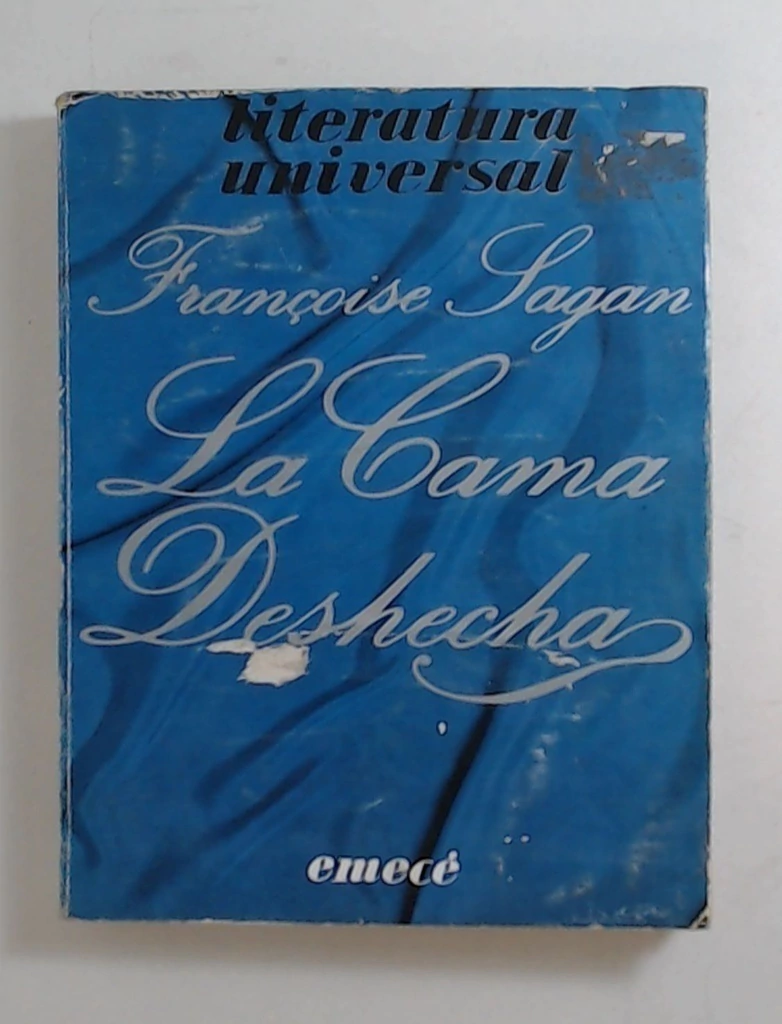 literatura
universal
Françoise Sagan
La Cama
Deshecha
emecé